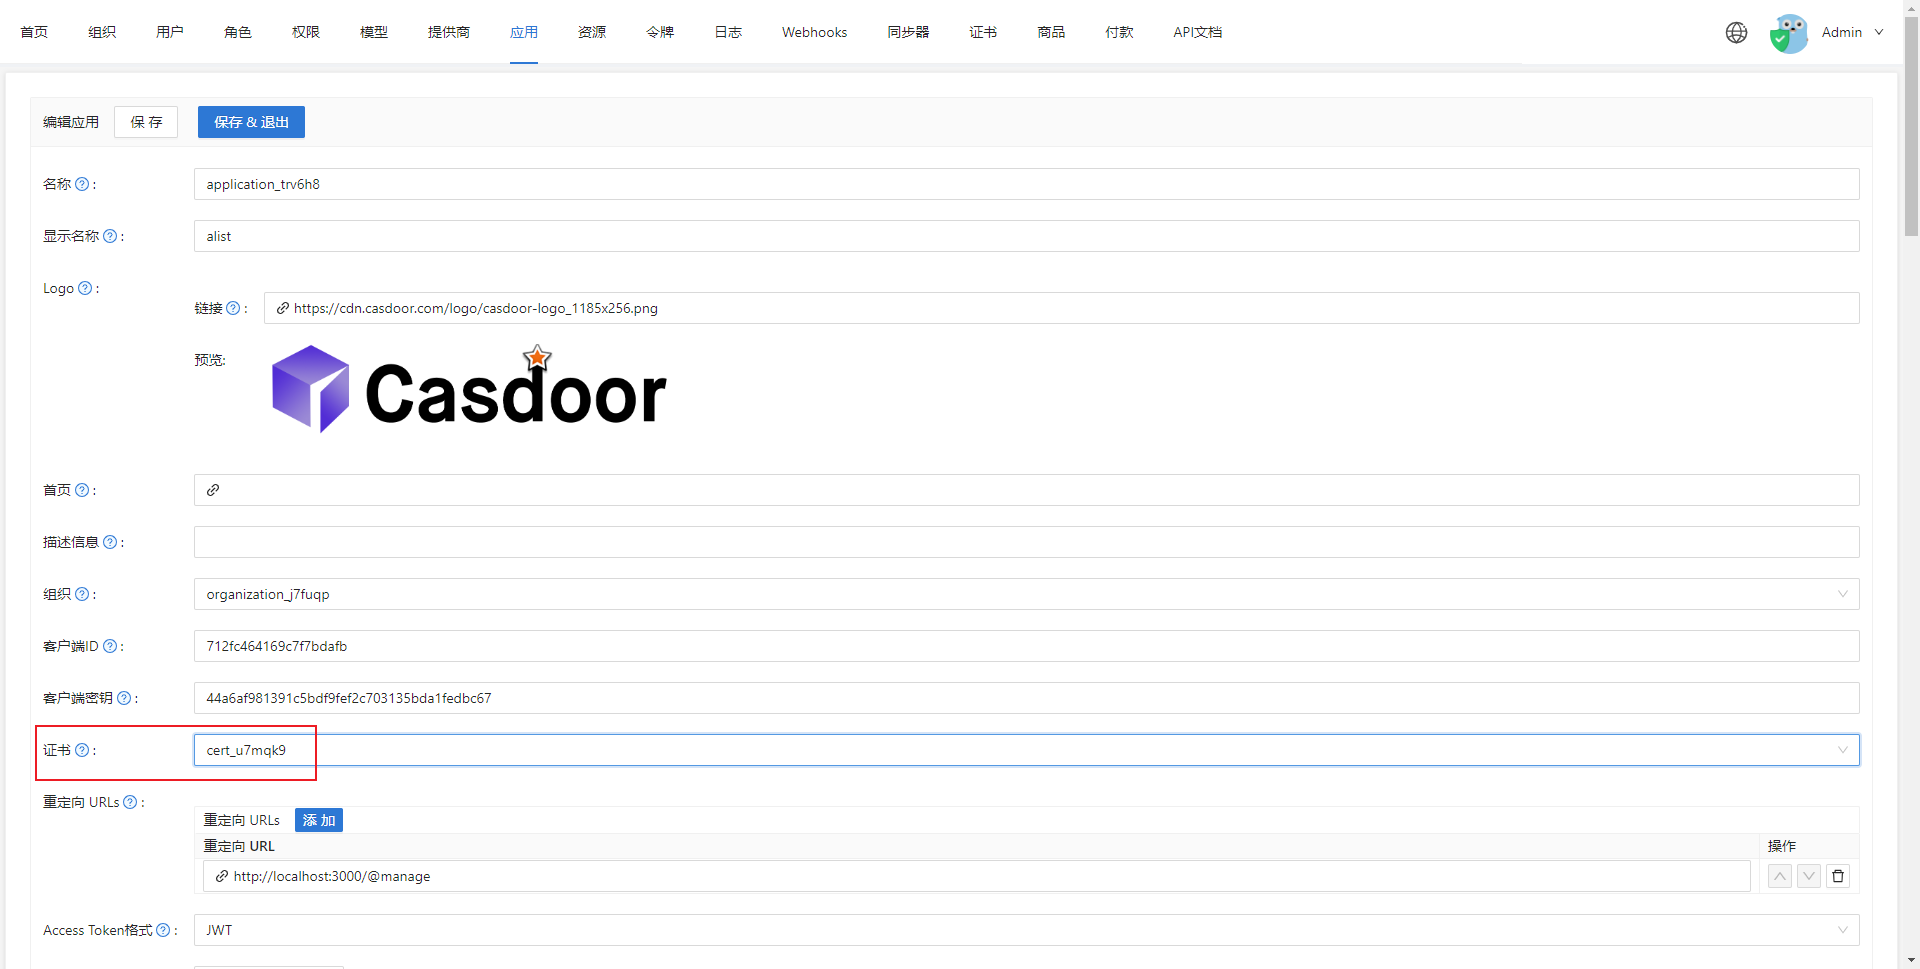 首页 组织 用户 角色 权限 模型 提供商 应用 资源 令牌 日志 Webhooks 同步器 证书 商品 付款 API文档 Admin
编辑应用 保 存 保存 & 退出
名称 ? :
application_trv6h8
显示名称 ? :
alist
Logo ? :
链接 ? :
https://cdn.casdoor.com/logo/casdoor-logo_1185x256.png
预览:
Casdoor
首页 ? :
描述信息 ? :
组织 ? :
organization_j7fuqp
客户端ID ? :
712fc464169c7f7bdafb
客户端密钥 ? :
44a6af981391c5bdf9fef2c703135bda1fedbc67
证书 ? :
cert_u7mqk9
重定向 URLs ? :
重定向 URLs 添 加
重定向 URL 操作
http://localhost:3000/@manage
Access Token格式 ? :
JWT